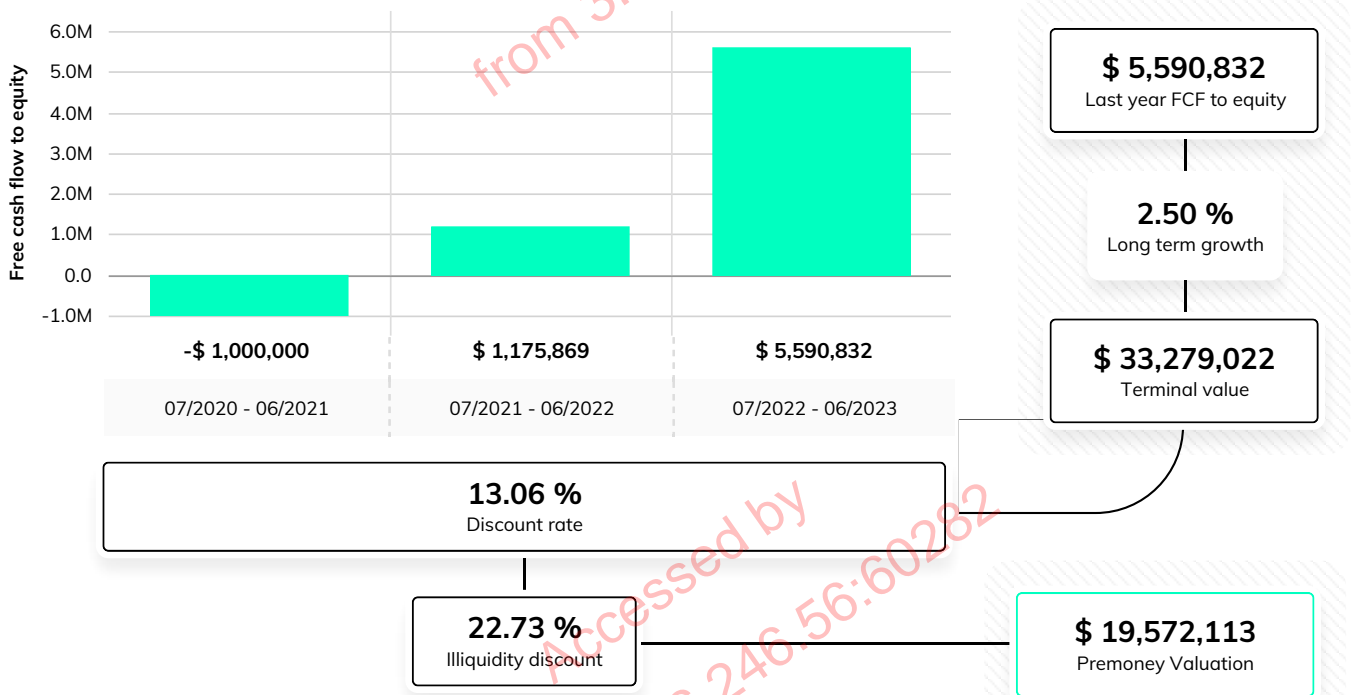 Free cash flow to equity
6.0M
5.0M
4.0M
3.0M
2.0M
1.0M
0.0
-1.0M
-$ 1,000,000
$ 1,175,869
$ 5,590,832
07/2020 - 06/2021
07/2021 - 06/2022
07/2022 - 06/2023
$ 5,590,832
Last year FCF to equity
2.50 %
Long term growth
$ 33,279,022
Terminal value
13.06 %
Discount rate
22.73 %
Illiquidity discount
$ 19,572,113
Premoney Valuation
from
Accessed by
246.56:60282